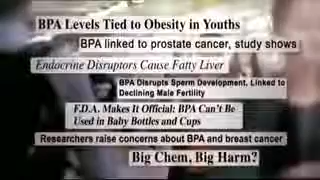 BPA Levels Tied to Obesity in Youths
BPA linked to prostate cancer, study shows
Endocrine Disruptors Cause Fatty Liver
BPA Disrupts Sperm Development, Linked to
Declining Male Fertility
F.D.A. Makes It Official: BPA Can't Be
Used in Baby Bottles and Cups
Researchers raise concerns about BPA and breast cancer
Big Chem, Big Harm?